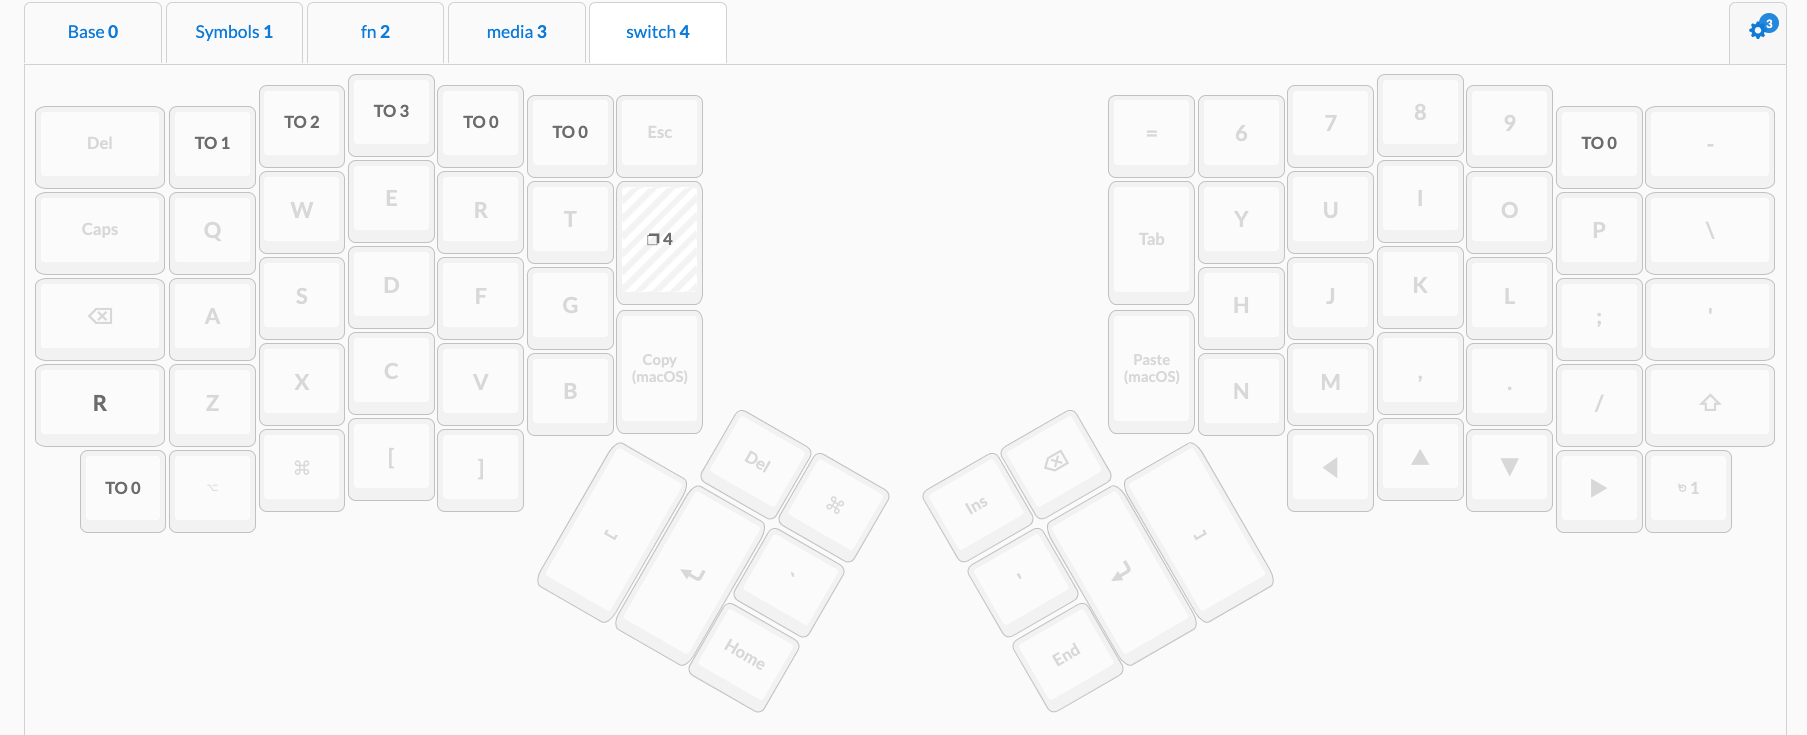 Base 0
Symbols 1
fn 2
media 3
switch 4
3
Del
TO 1
TO 2
TO 3
TO 0
TO 0
Esc
=
6
7
8
9
TO 0
-
Caps
Q
W
E
R
T
4
Tab
Y
U
I
O
P
\
A
S
D
F
G
H
J
K
L
;
'
R
Z
X
C
V
B
Copy
(macOS)
Paste
(macOS)
N
M
,
.
/
TO 0
⌥
⌘
[
]
◀
▲
▼
▶
1
Del
⌘
Ins
`
'
Home
End